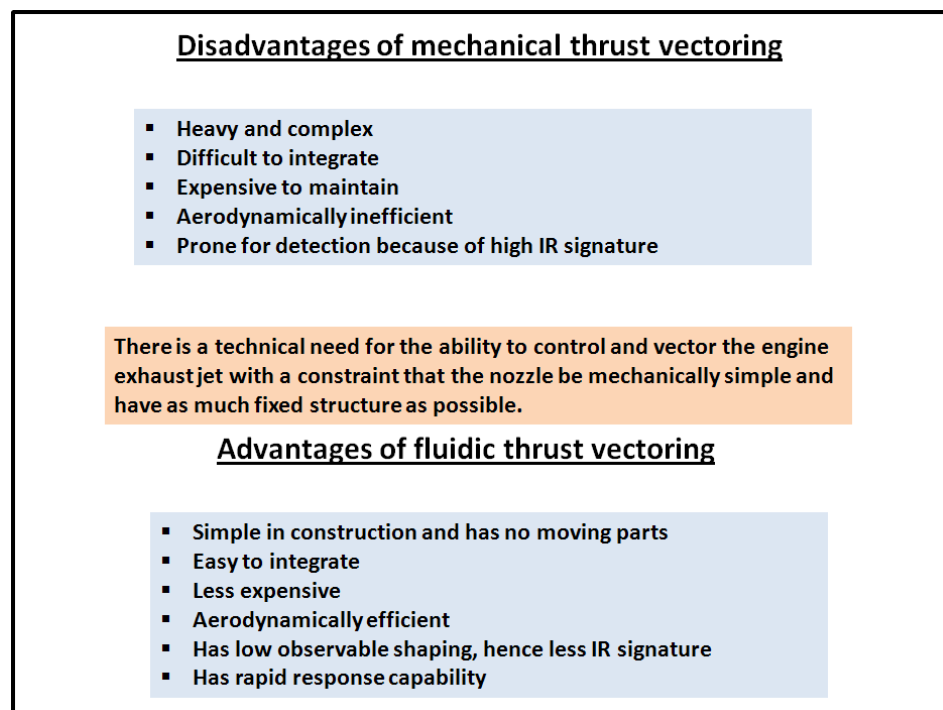 Disadvantages of mechanical thrust vectoring
▪ Heavy and complex
▪ Difficult to integrate
▪ Expensive to maintain
▪ Aerodynamically inefficient
▪ Prone for detection because of high IR signature
There is a technical need for the ability to control and vector the engine
exhaust jet with a constraint that the nozzle be mechanically simple and
have as much fixed structure as possible.
Advantages of fluidic thrust vectoring
▪ Simple in construction and has no moving parts
▪ Easy to integrate
▪ Less expensive
▪ Aerodynamically efficient
▪ Has low observable shaping, hence less IR signature
▪ Has rapid response capability